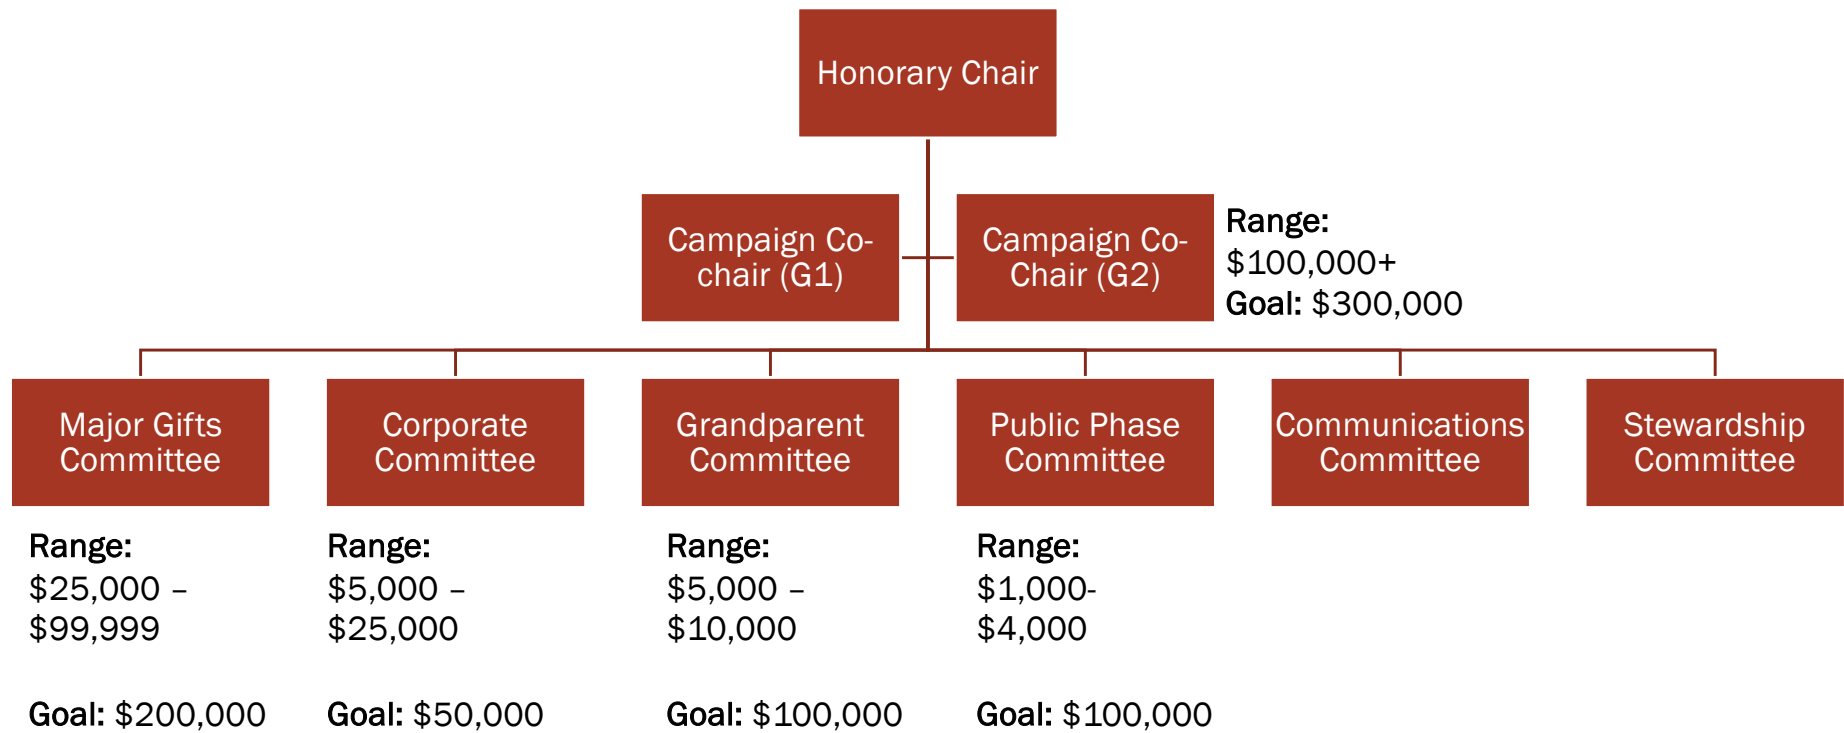 Honorary Chair
Campaign Co-
chair (G1)
Campaign Co-
Chair (G2)
Range:
$100,000+
Goal: $300,000
Major Gifts
Committee
Corporate
Committee
Grandparent
Committee
Public Phase
Committee
Communications
Committee
Stewardship
Committee
Range:
$25,000 –
$99,999
Goal: $200,000
Range:
$5,000 –
$25,000
Goal: $50,000
Range:
$5,000 –
$10,000
Goal: $100,000
Range:
$1,000-
$4,000
Goal: $100,000